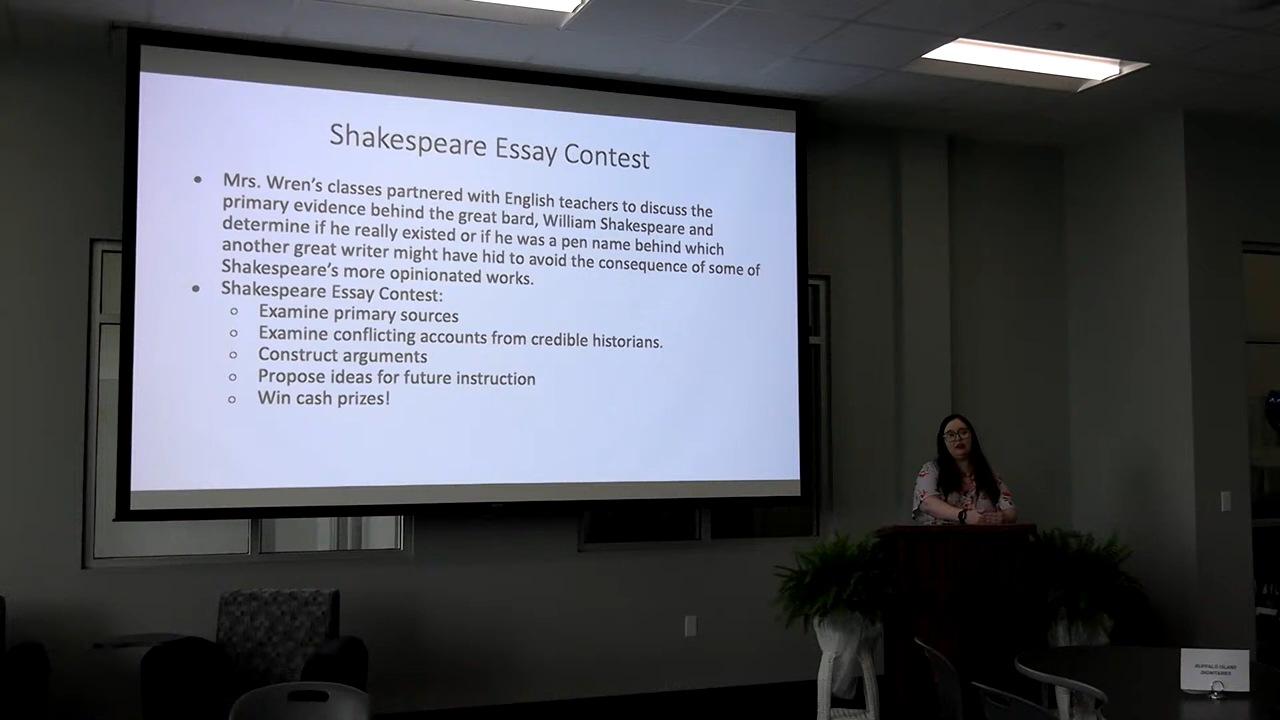 Shakespeare Essay Contest
• Mrs. Wren's classes partnered with English teachers to discuss the
primary evidence behind the great bard, William Shakespeare and
determine if he really existed or if he was a pen name behind which
another great writer might have hid to avoid the consequence of some of
Shakespeare's more opinionated works.
• Shakespeare Essay Contest:
○ Examine primary sources
○ Examine conflicting accounts from credible historians.
○ Construct arguments
○ Propose ideas for future instruction
○ Win cash prizes!
BUFFALO ISLAND
DIGNITARIES